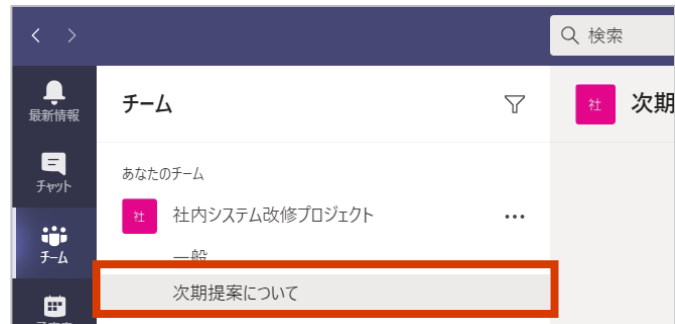 検索
最新情報
チーム
社 次期
あなたのチーム
チャット
社 社内システム改修プロジェクト
一般
チーム
次期提案について